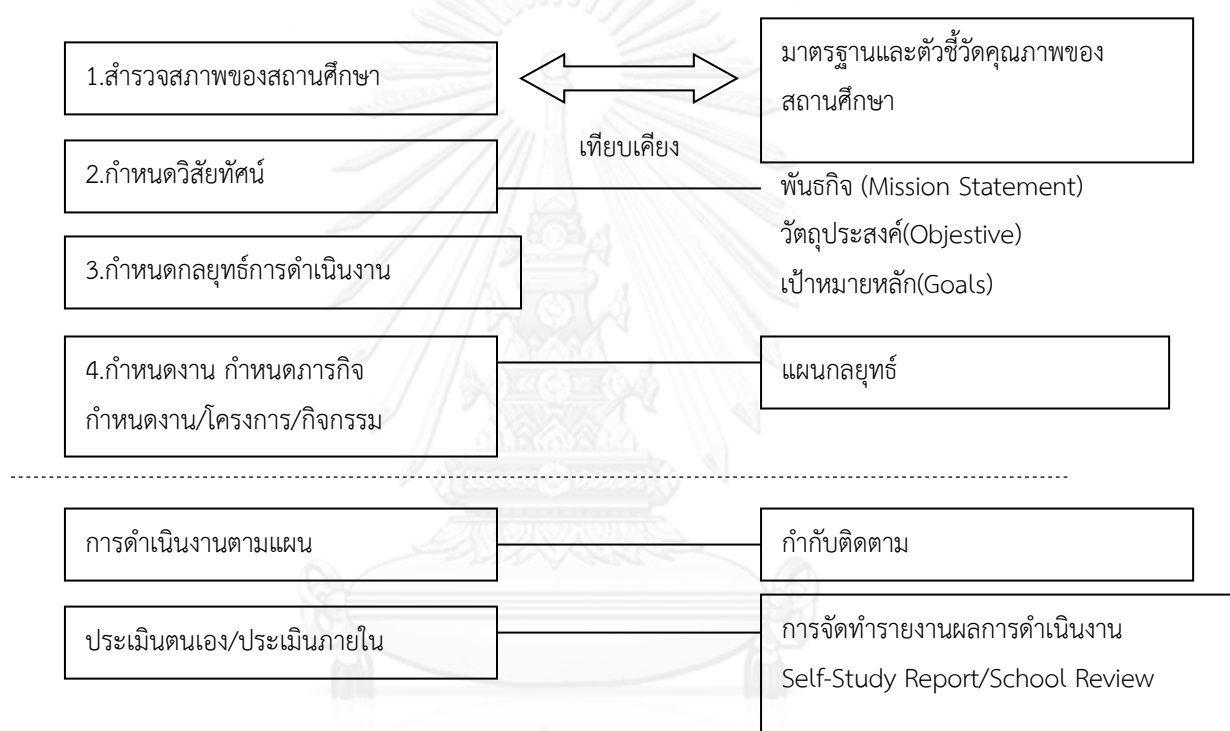 1.สำรวจสภาพของสถานศึกษา
มาตรฐานและตัวชี้วัดคุณภาพของ
สถานศึกษา
เทียบเคียง
2.กำหนดวิสัยทัศน์
พันธกิจ (Mission Statement)
วัตถุประสงค์(Objestive)
เป้าหมายหลัก(Goals)
3.กำหนดกลยุทธ์การดำเนินงาน
4.กำหนดงาน กำหนดภารกิจ
กำหนดงาน/โครงการ/กิจกรรม
แผนกลยุทธ์
การดำเนินงานตามแผน
กำกับติดตาม
ประเมินตนเอง/ประเมินภายใน
การจัดทำรายงานผลการดำเนินงาน
Self-Study Report/School Review